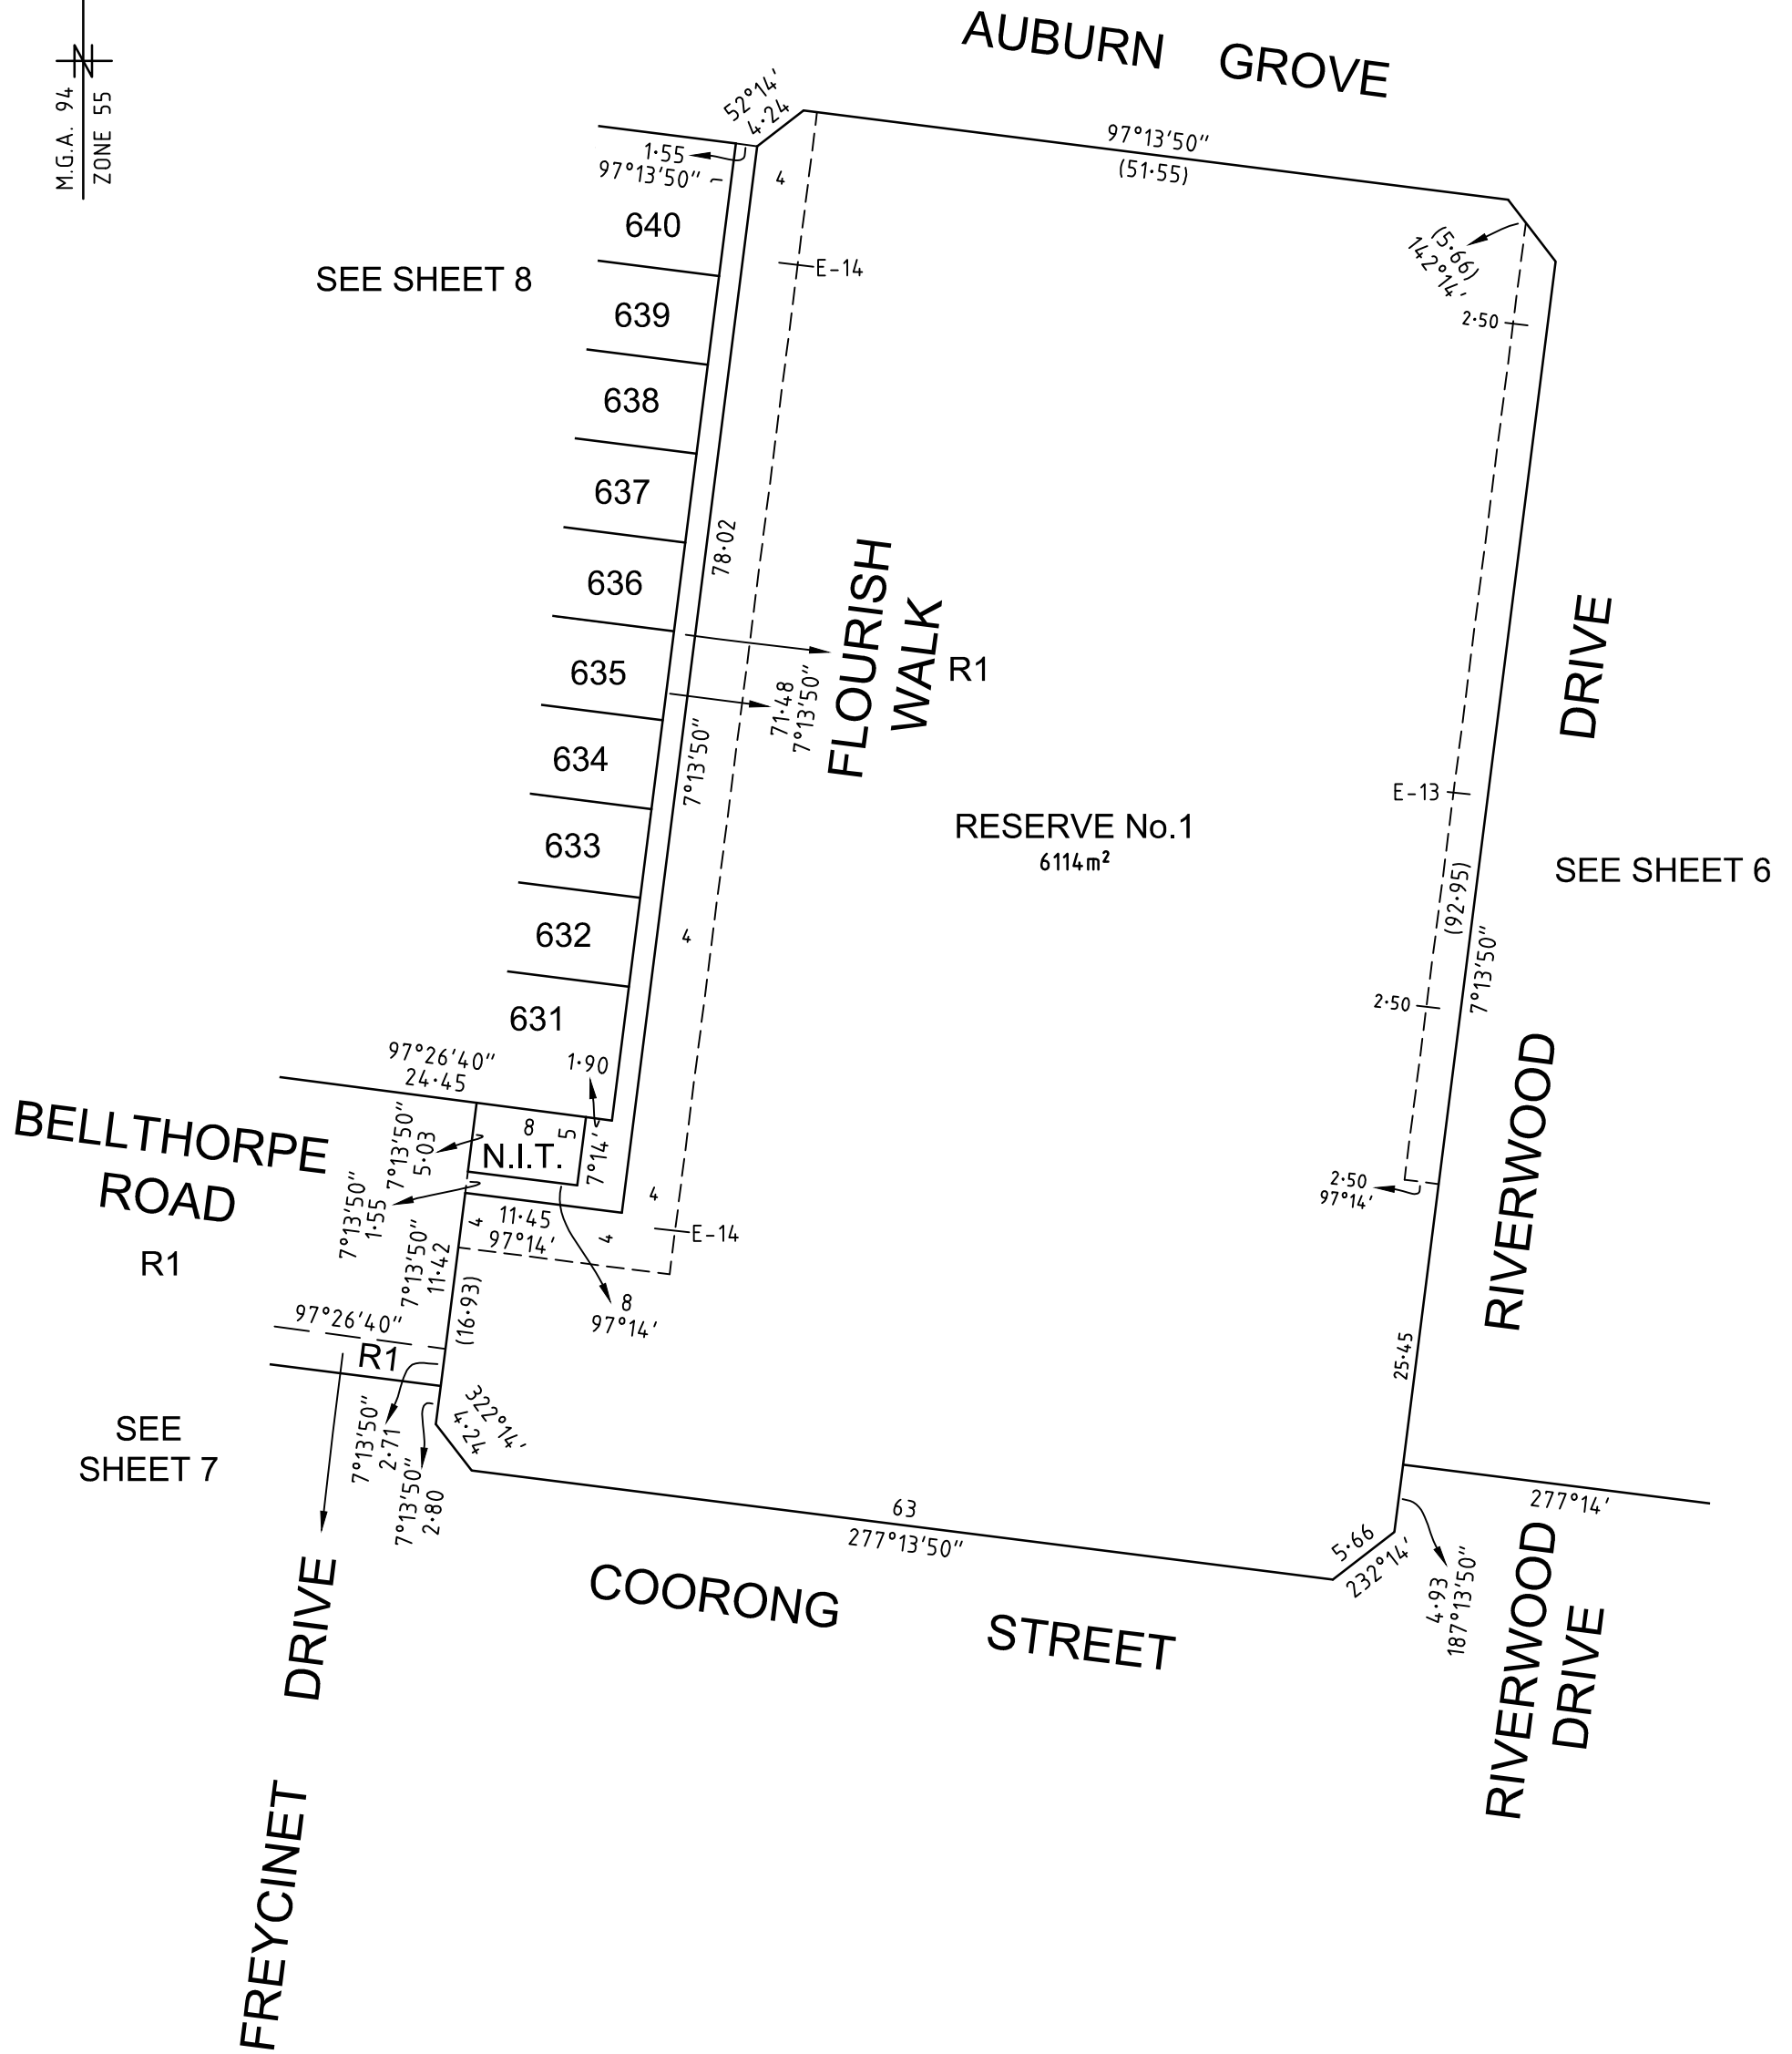 M.G.A. 94
ZONE 55
N
AUBURN GROVE
52°14'
4·24
97°13'50"
(51·55)
1·55
97°13'50"
4
E-14
(5·66)
142°14'
2·50
SEE SHEET 8
640
639
638
637
636
635
634
633
632
631
78·02
7°13'50"
71·48
7°13'50"
FLOURISH
WALK
R1
RESERVE No.1
6114m²
DRIVE
RIVERWOOD
E-13
SEE SHEET 6
(92·95)
7°13'50"
2·50
4
97°26'40"
24·45
1·90
BELLTHORPE
ROAD
R1
8
5
N.I.T.
7°14'
7°13'50"
5·03
7°13'50"
1·55
4
4
11·45
97°14'
4
E-14
2·50
97°14'
7°13'50"
11·42
(16·93)
8
97°14'
97°26'40"
R1
25·45
SEE
SHEET 7
7°13'50"
2·71
7°13'50"
2·80
322°14'
4·24
63
277°13'50"
5·66
232°14'
277°14'
4·93
187°13'50"
COORONG STREET
RIVERWOOD
DRIVE
FREYCINET DRIVE